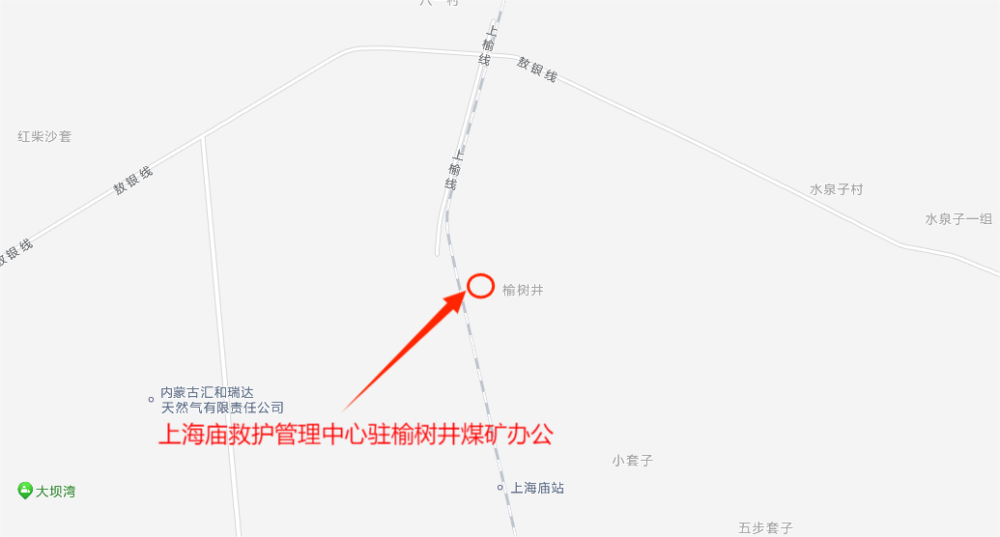 八一村
上榆线
敖银线
红柴沙套
上榆线
敖银线
水泉子村
水泉子一组
敖银线
榆树井
内蒙古汇和瑞达
天然气有限责任公司
上海庙救护管理中心驻榆树井煤矿办公
小套子
大坝湾
上海庙站
五步套子